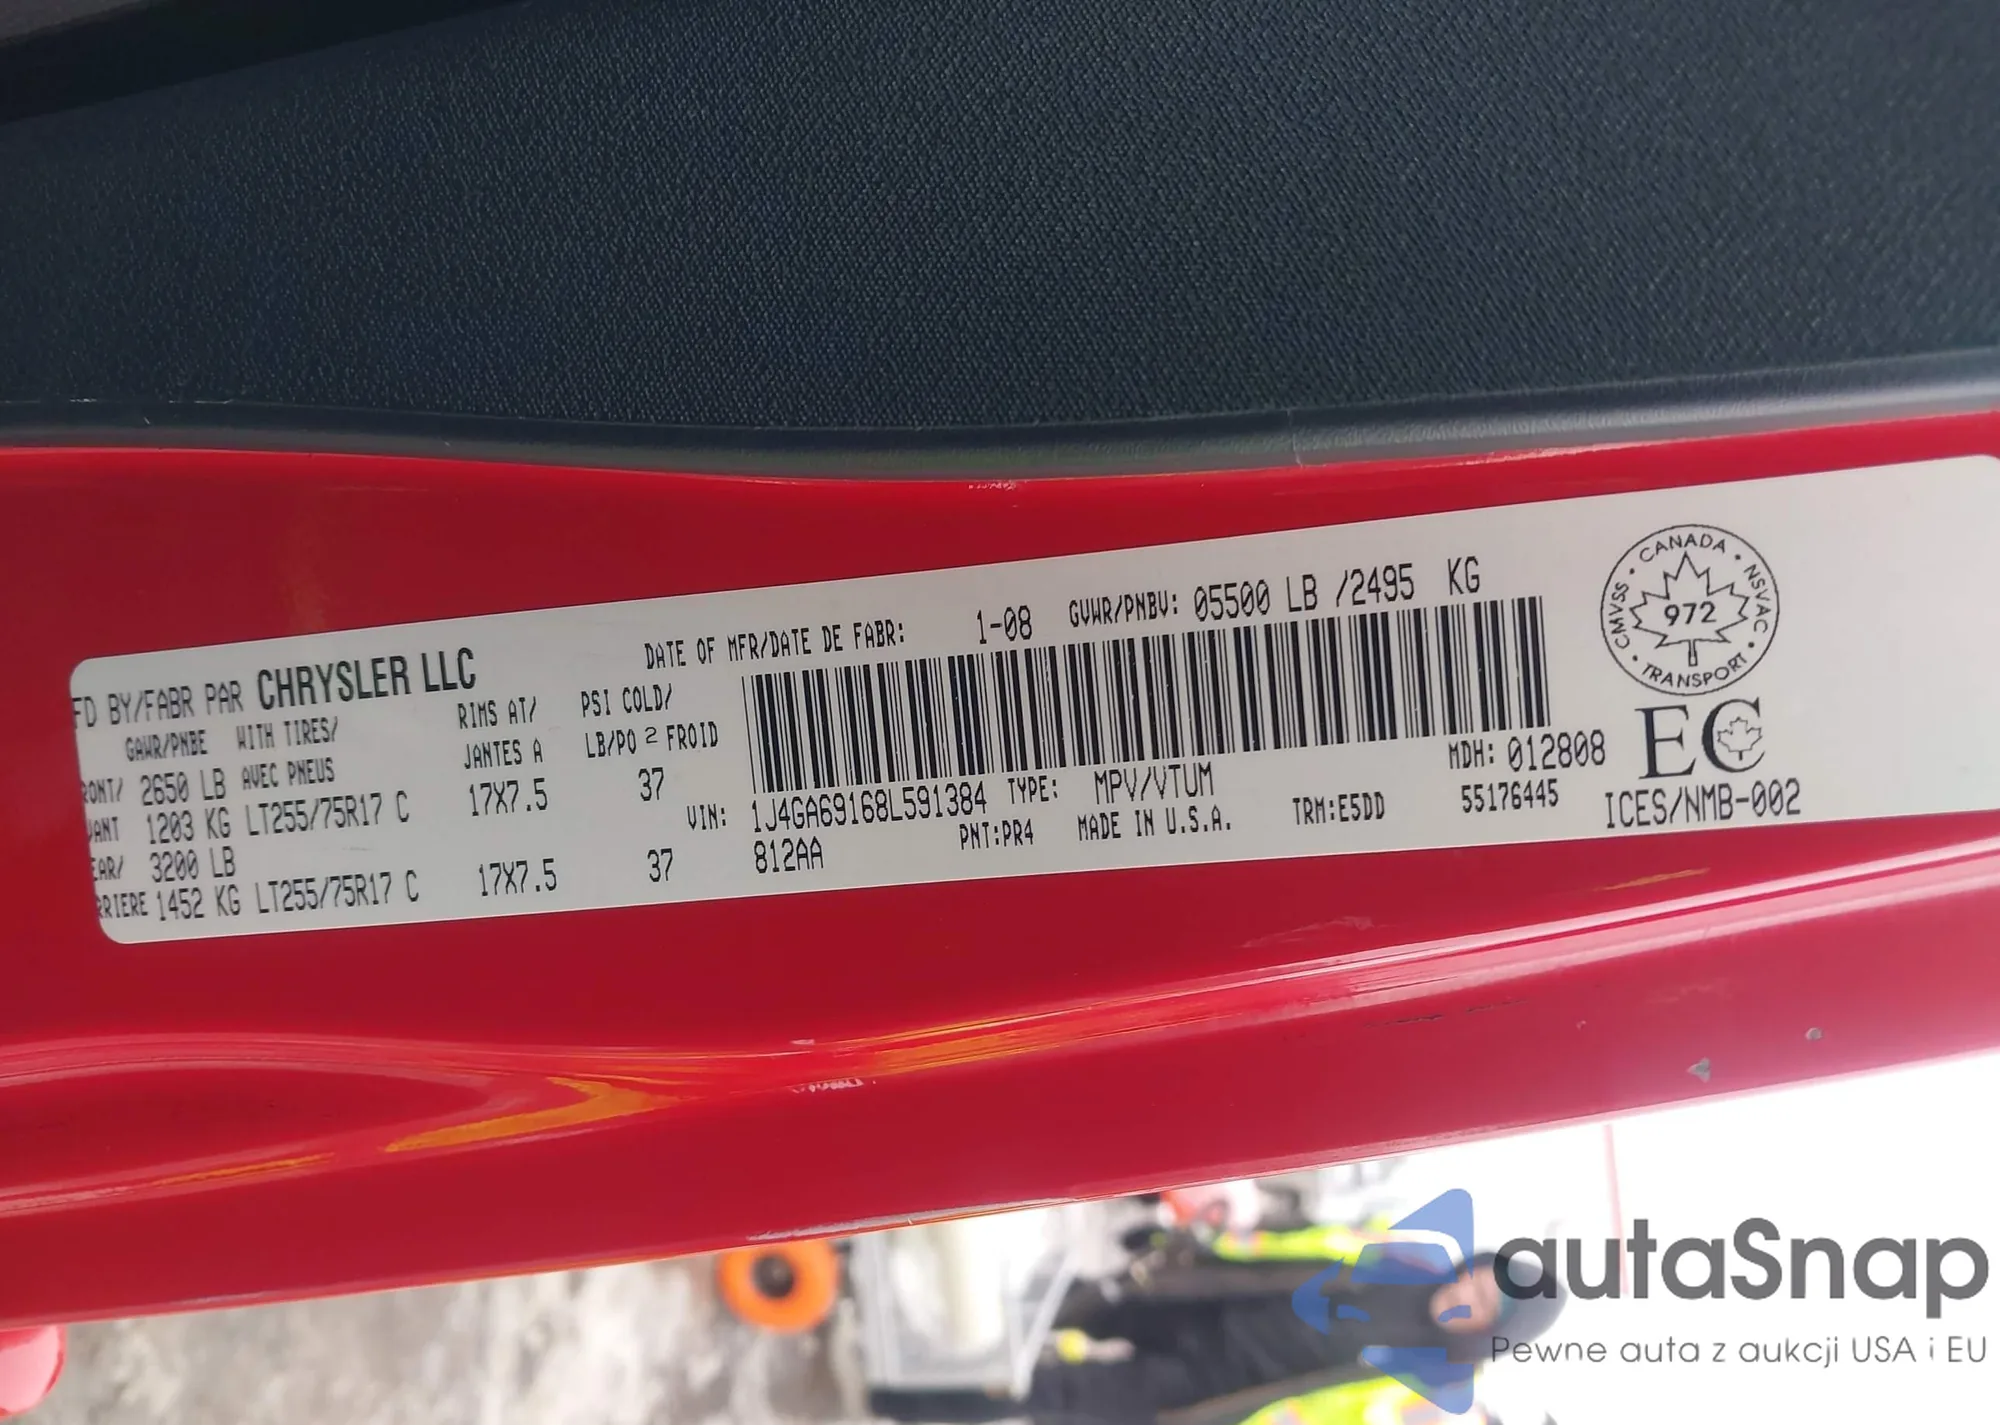 FD BY/FABR PAR CHRYSLER LLC
DATE OF MFR/DATE DE FABR: 1-08 GVWR/PNBV: 05500 LB /2495 KG
GAWR/PNBE WITH TIRES/ RIMS AT/ PSI COLD/
AVEC PNEUS JANTES A LB/PO 2 FROID
RONT/ 2650 LB
VANT 1203 KG LT255/75R17 C 17X7.5 37
EAR/ 3200 LB
RRIERE 1452 KG LT255/75R17 C 17X7.5 37
MDH: 012808
VIN: 1J4GA69168L591384 TYPE: MPV/VTUM
812AA PNT:PR4 MADE IN U.S.A. TRM:E5DD 55176445
CMVSS • CANADA • NSVAC • TRANSPORT •
972
EC
ICES/NMB-002
autaSnap
Pewne auta z aukcji USA i EU